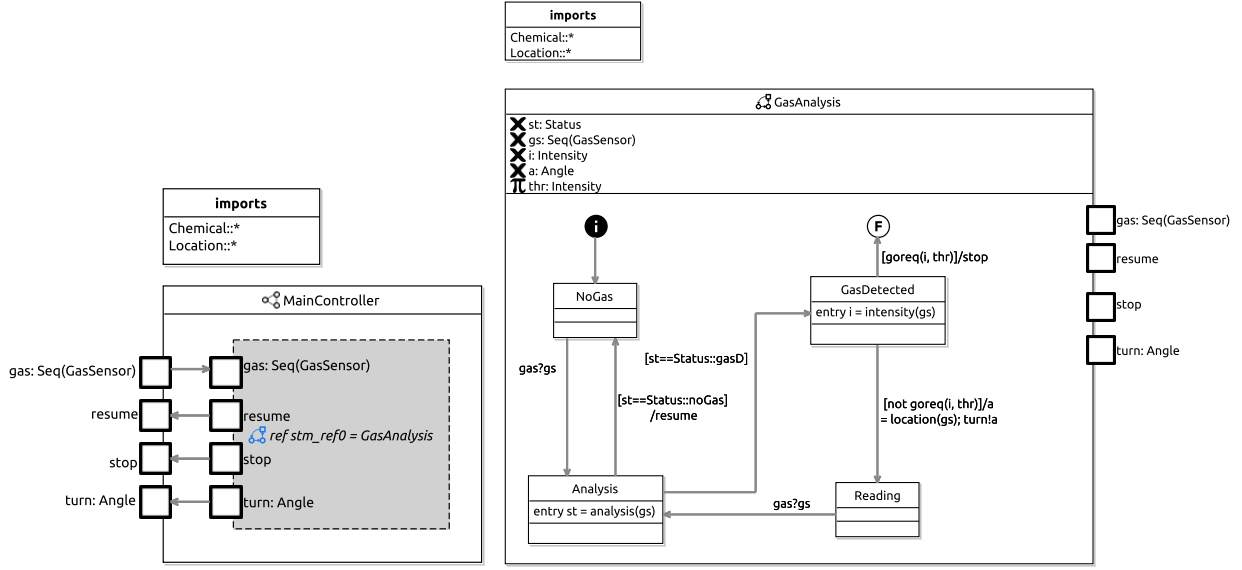 imports
Chemical::*
Location::*
GasAnalysis
st: Status
gs: Seq(GasSensor)
i: Intensity
a: Angle
thr: Intensity
i
F
[goreq(i, thr)]/stop
NoGas
GasDetected
entry i = intensity(gs)
gas?gs
[st==Status::gasD]
[st==Status::noGas]
/resume
[not goreq(i, thr)]/a
= location(gs); turn!a
Analysis
entry st = analysis(gs)
gas?gs
Reading
gas: Seq(GasSensor)
resume
stop
turn: Angle
imports
Chemical::*
Location::*
MainController
gas: Seq(GasSensor)
gas: Seq(GasSensor)
resume
resume
ref stm_ref0 = GasAnalysis
stop
stop
turn: Angle
turn: Angle